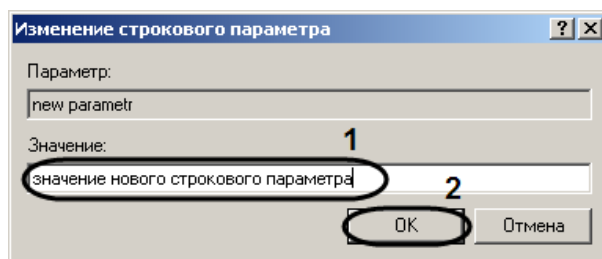 Изменение строкового параметра
Параметр:
new parametr
Значение:
1
значение нового строкового параметра
2
OK
Отмена